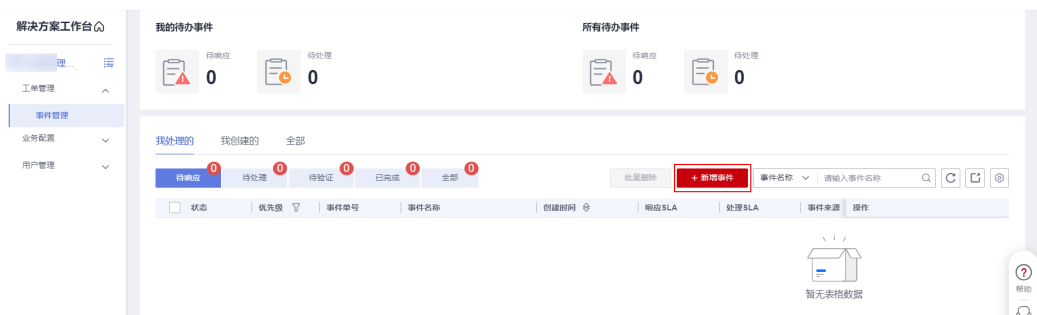 解决方案工作台
我的待办事件
所有待办事件
待响应
0
待处理
0
待响应
0
待处理
0
理...
工单管理
事件管理
业务配置
用户管理
我处理的 我创建的 全部
待响应 0 待处理 0 待验证 0 已完成 0 全部 0
批量删除 + 新增事件 事件名称 请输入事件名称
状态 优先级 事件单号 事件名称 创建时间 响应SLA 处理SLA 事件来源 操作
暂无表格数据
?
帮助